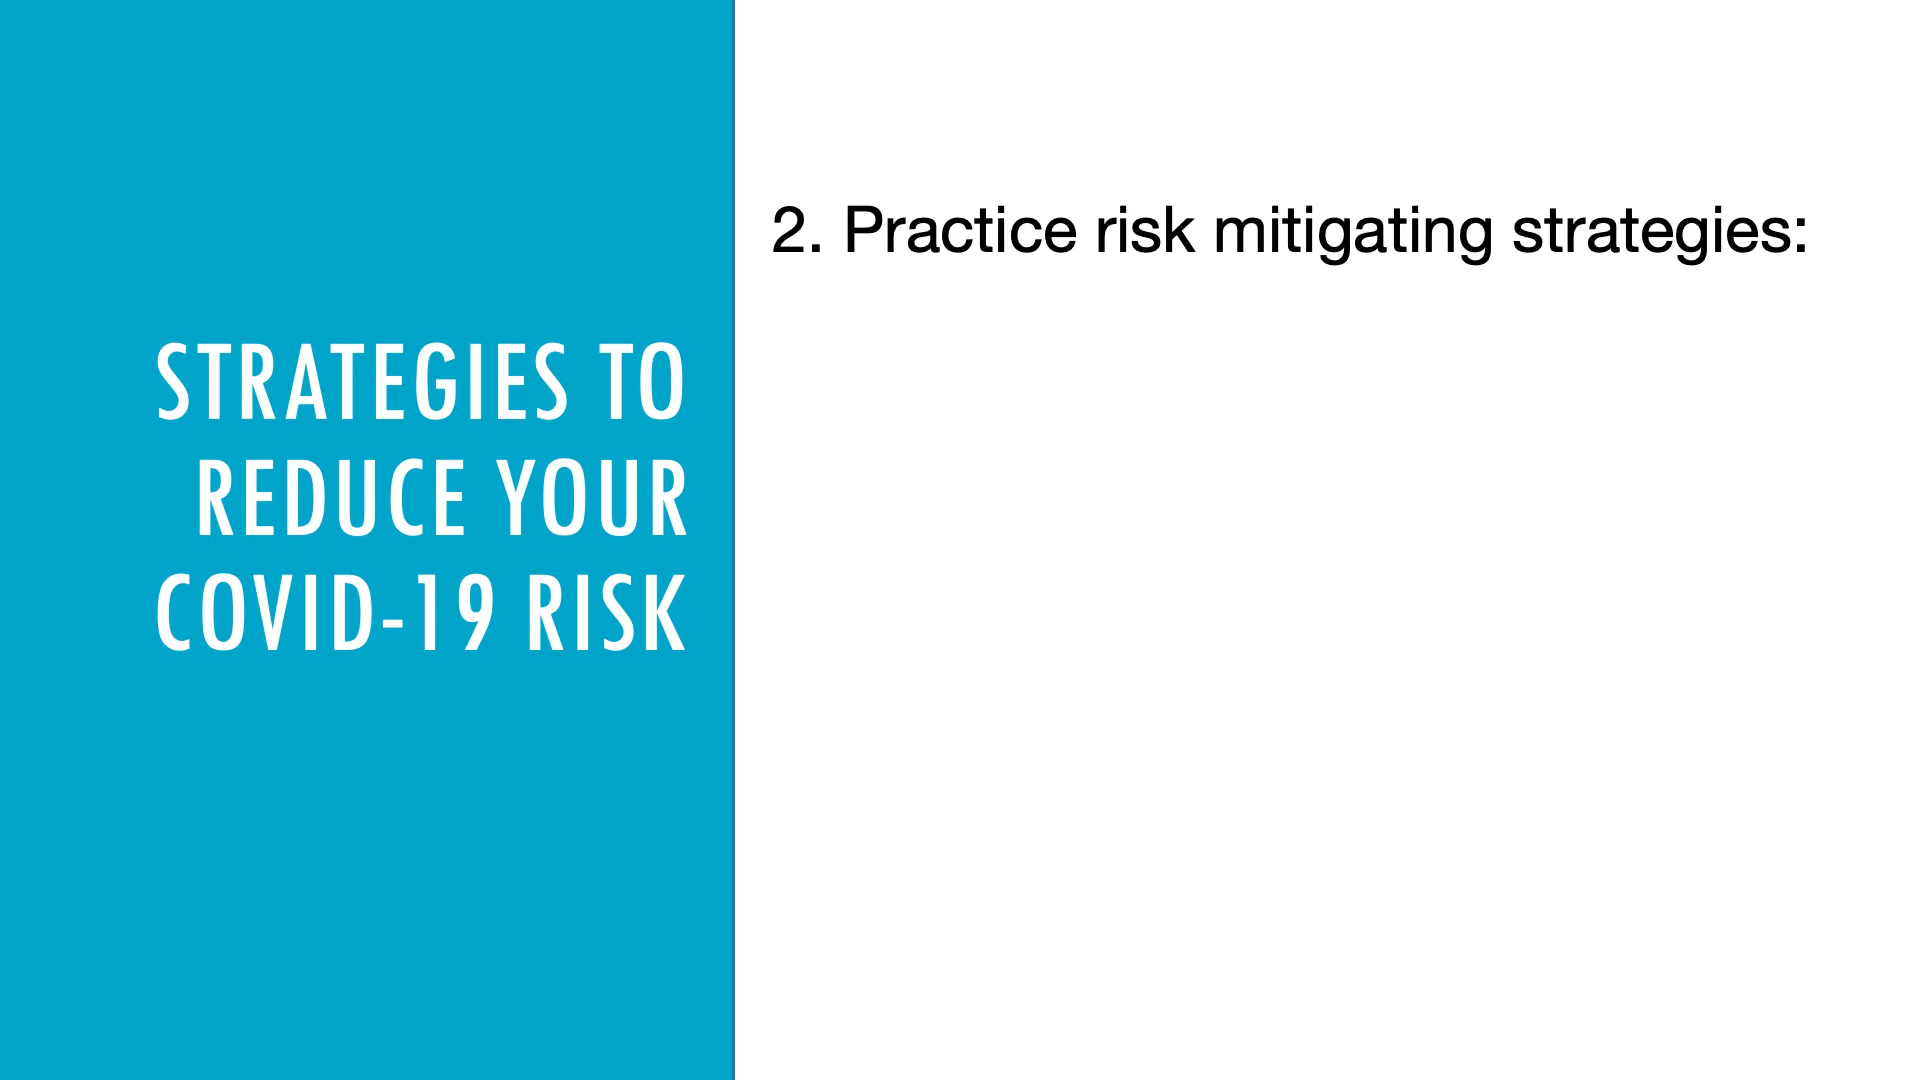 STRATEGIES TO
REDUCE YOUR
COVID-19 RISK
2. Practice risk mitigating strategies: